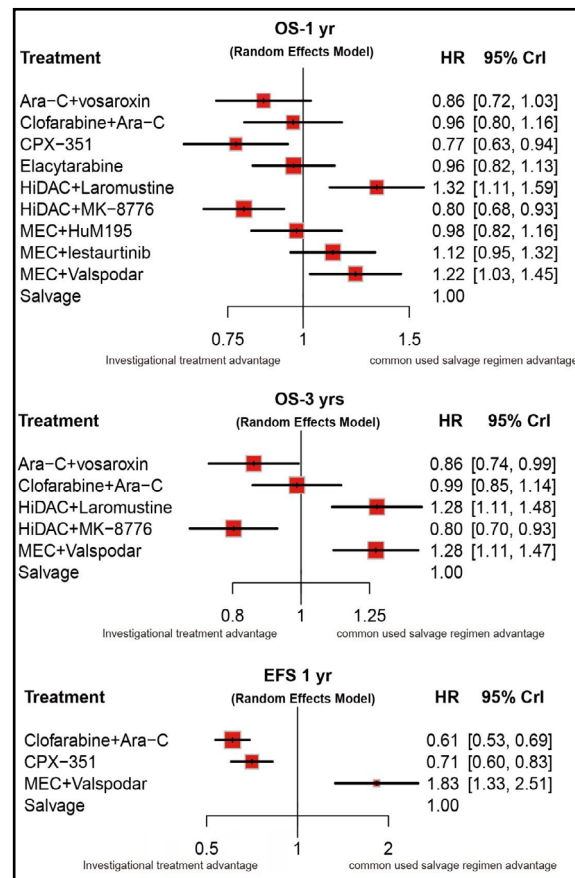 OS-1 yr
(Random Effects Model)
Treatment HR 95% CrI
Ara-C+vosaroxin 0.86 [0.72, 1.03]
Clofarabine+Ara-C 0.96 [0.80, 1.16]
CPX-351 0.77 [0.63, 0.94]
Elacytarabine 0.96 [0.82, 1.13]
HiDAC+Laromustine 1.32 [1.11, 1.59]
HiDAC+MK-8776 0.80 [0.68, 0.93]
MEC+HuM195 0.98 [0.82, 1.16]
MEC+lestaurtinib 1.12 [0.95, 1.32]
MEC+Valspodar 1.22 [1.03, 1.45]
Salvage 1.00
0.75 1 1.5
Investigational treatment advantage common used salvage regimen advantage
OS-3 yrs
Treatment (Random Effects Model) HR 95% CrI
Ara-C+vosaroxin 0.86 [0.74, 0.99]
Clofarabine+Ara-C 0.99 [0.85, 1.14]
HiDAC+Laromustine 1.28 [1.11, 1.48]
HiDAC+MK-8776 0.80 [0.70, 0.93]
MEC+Valspodar 1.28 [1.11, 1.47]
Salvage 1.00
0.8 1 1.25
Investigational treatment advantage common used salvage regimen advantage
EFS 1 yr
Treatment (Random Effects Model) HR 95% CrI
Clofarabine+Ara-C 0.61 [0.53, 0.69]
CPX-351 0.71 [0.60, 0.83]
MEC+Valspodar 1.83 [1.33, 2.51]
Salvage 1.00
0.5 1 2
Investigational treatment advantage common used salvage regimen advantage